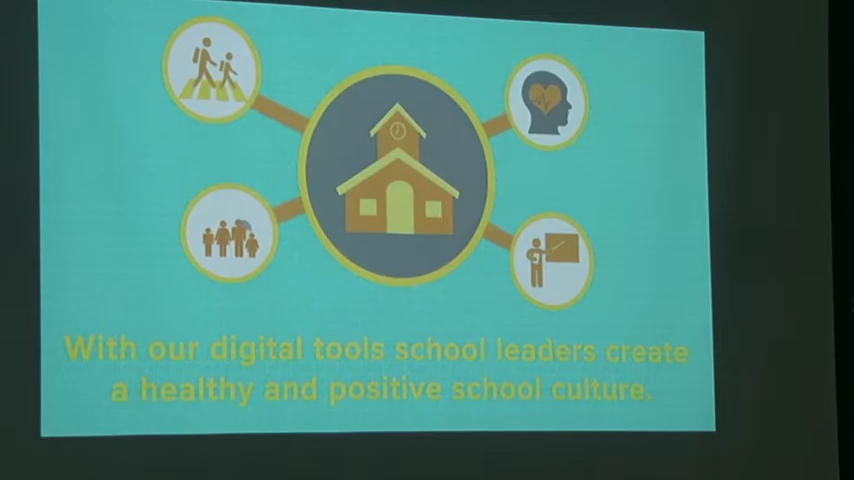 With our digital tools school leaders create
a healthy and positive school culture.